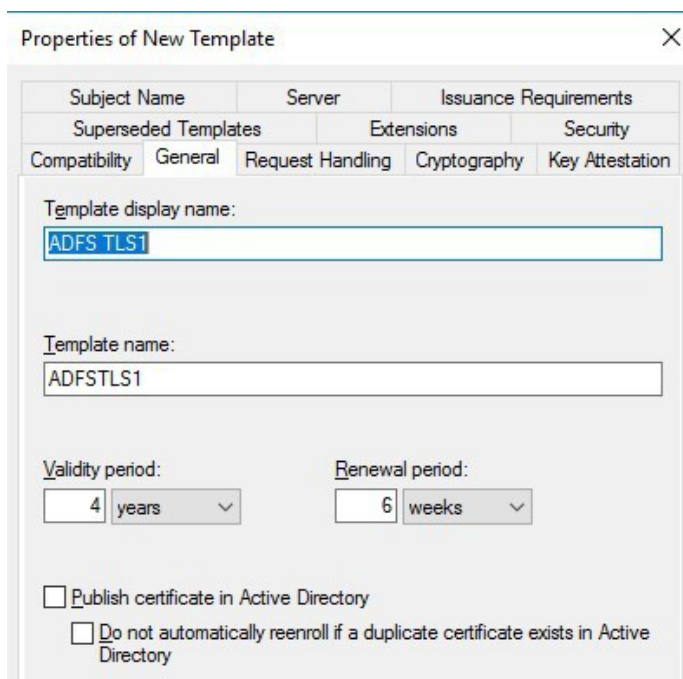 Properties of New Template
Subject Name Server Issuance Requirements
Superseded Templates Extensions Security
Compatibility General Request Handling Cryptography Key Attestation
Template display name:
ADFS TLS1
Template name:
ADFSTLS1
Validity period: Renewal period:
4 years 6 weeks
Publish certificate in Active Directory
Do not automatically reenroll if a duplicate certificate exists in Active
Directory